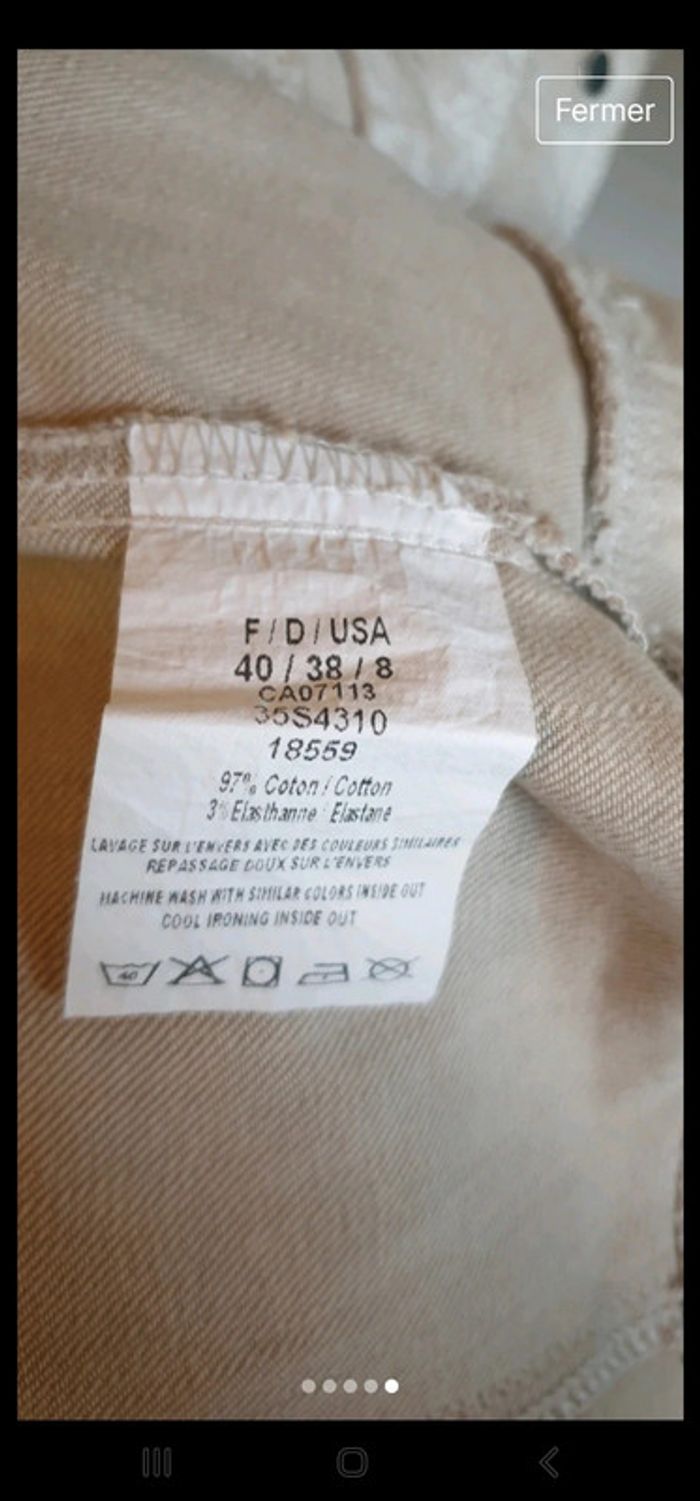 Fermer
F / D / USA
40 / 38 / 8
CA07113
35S4310
18559
97% Coton / Cotton
3% Elasthanne / Elastane
LAVAGE SUR L'ENVERS AVEC DES COULEURS SIMILAIRES
REPASSAGE DOUX SUR L'ENVERS
MACHINE WASH WITH SIMILAR COLORS INSIDE OUT
COOL IRONING INSIDE OUT
40